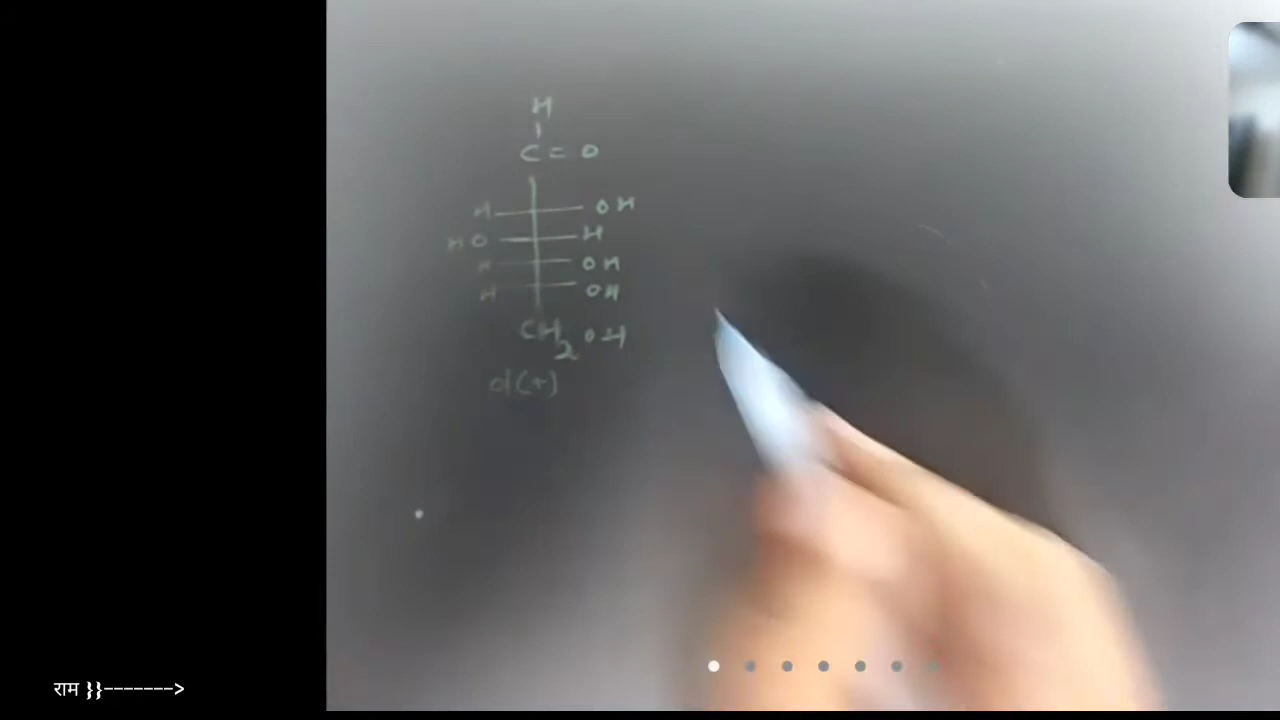 H
C = O
H OH
HO H
H OH
H OH
CH2OH
d(+)
राम }}------->